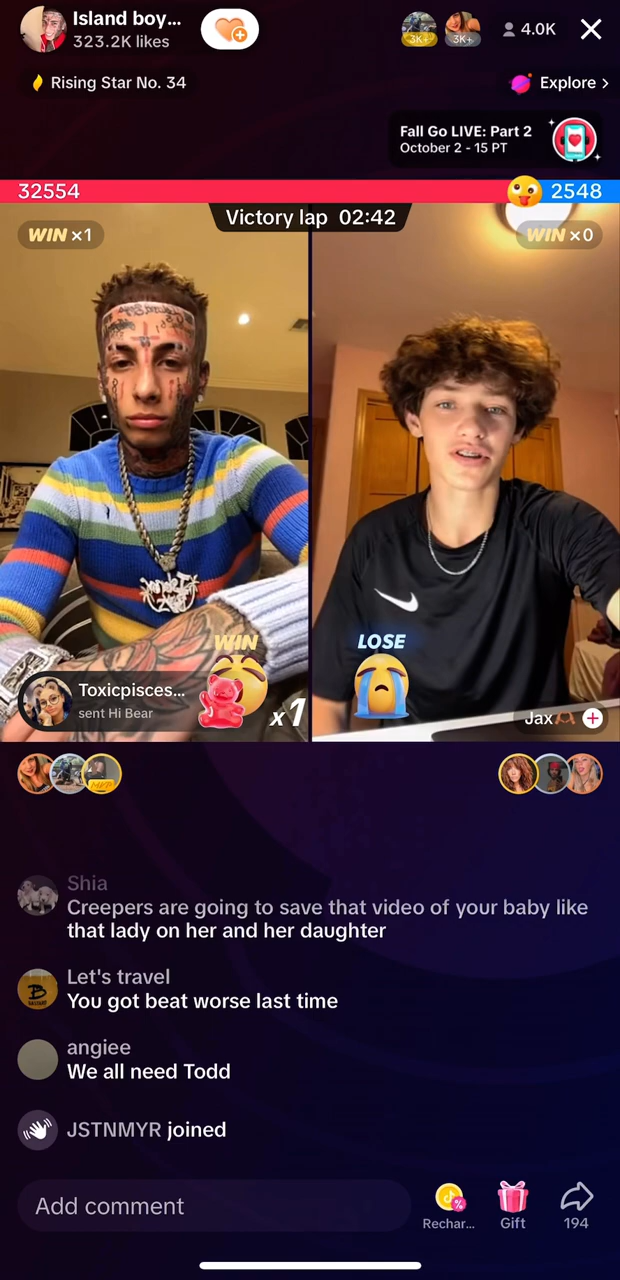 Island boy...
323.2K likes
3K+
3K+
4.0K
Rising Star No. 34
Explore >
Fall Go LIVE: Part 2
October 2 - 15 PT
32554
2548
Victory lap 02:42
WIN x1
WIN x0
WIN
LOSE
Toxicpisces...
sent Hi Bear
x1
Jax
Shia
Creepers are going to save that video of your baby like
that lady on her and her daughter
Let's travel
You got beat worse last time
angiee
We all need Todd
JSTNMYR joined
Add comment
Rechar...
Gift
194